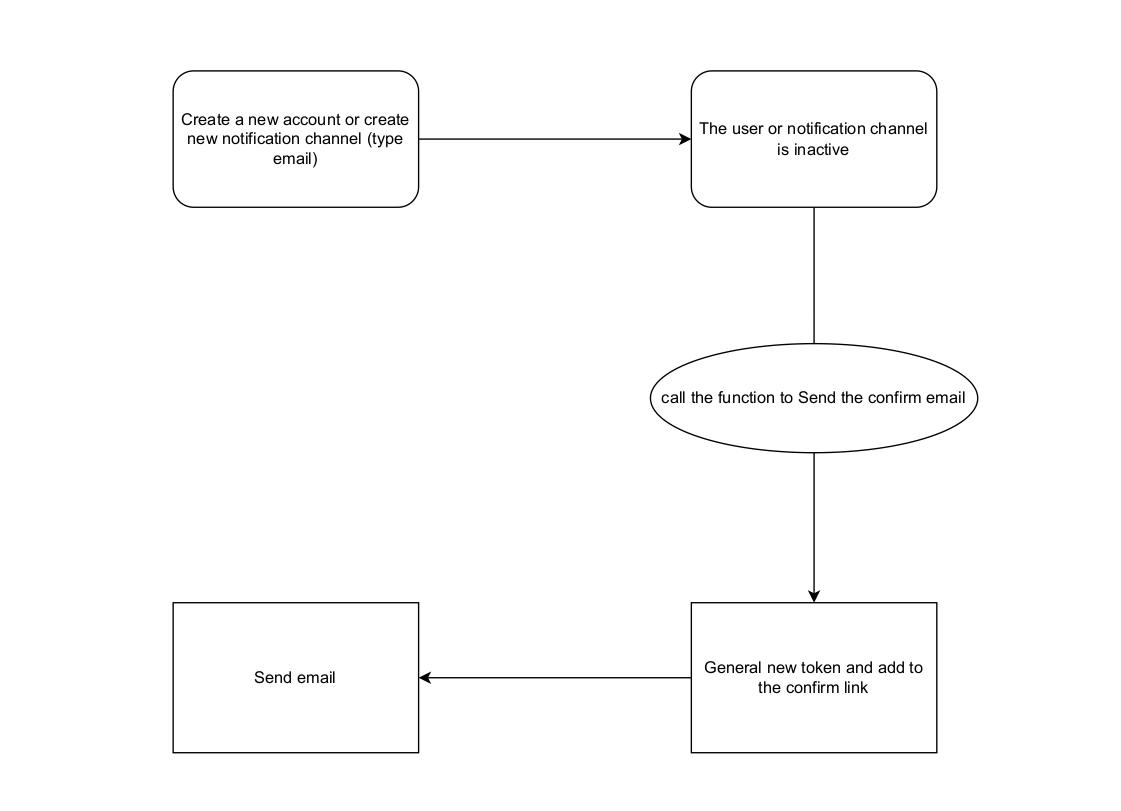 Create a new account or create
new notification channel (type
email)
The user or notification channel
is inactive
call the function to Send the confirm email
General new token and add to
the confirm link
Send email